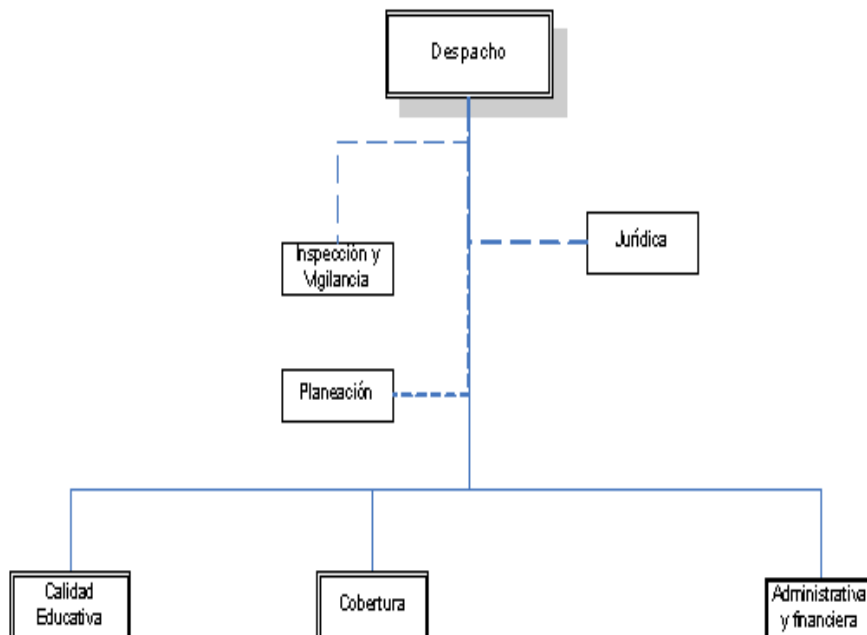 Despacho
Jurídica
Inspección y
Vigilancia
Planeación
Calidad
Educativa
Cobertura
Administrativa
y financiera